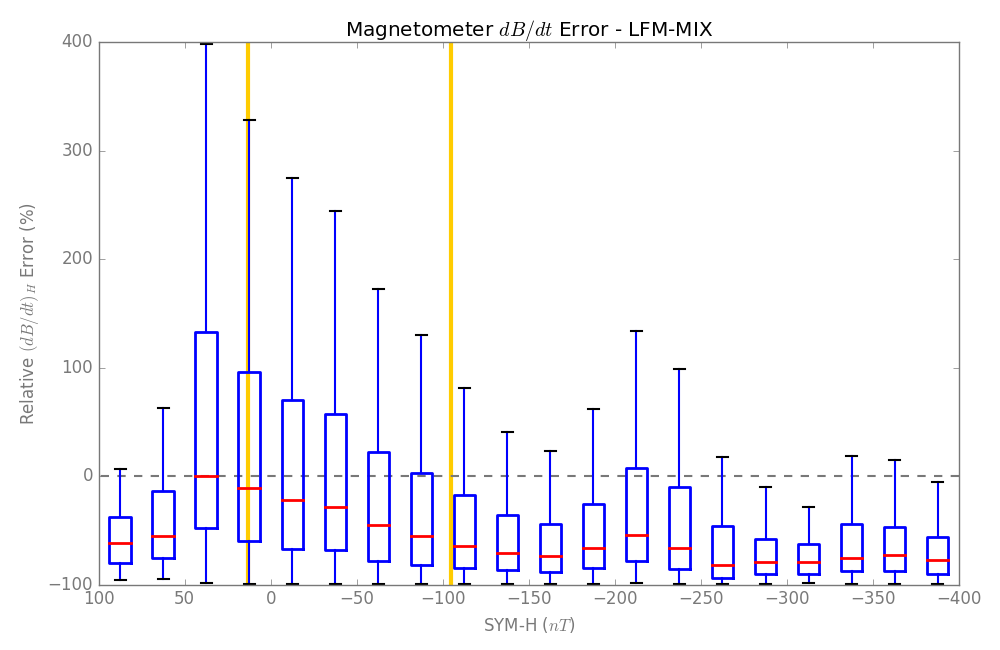 Magnetometer dB/dt Error - LFM-MIX
400
300
200
100
0
−100
Relative (dB/dt)_H Error (%)
100 50 0 −50 −100 −150 −200 −250 −300 −350 −400
SYM-H (nT)